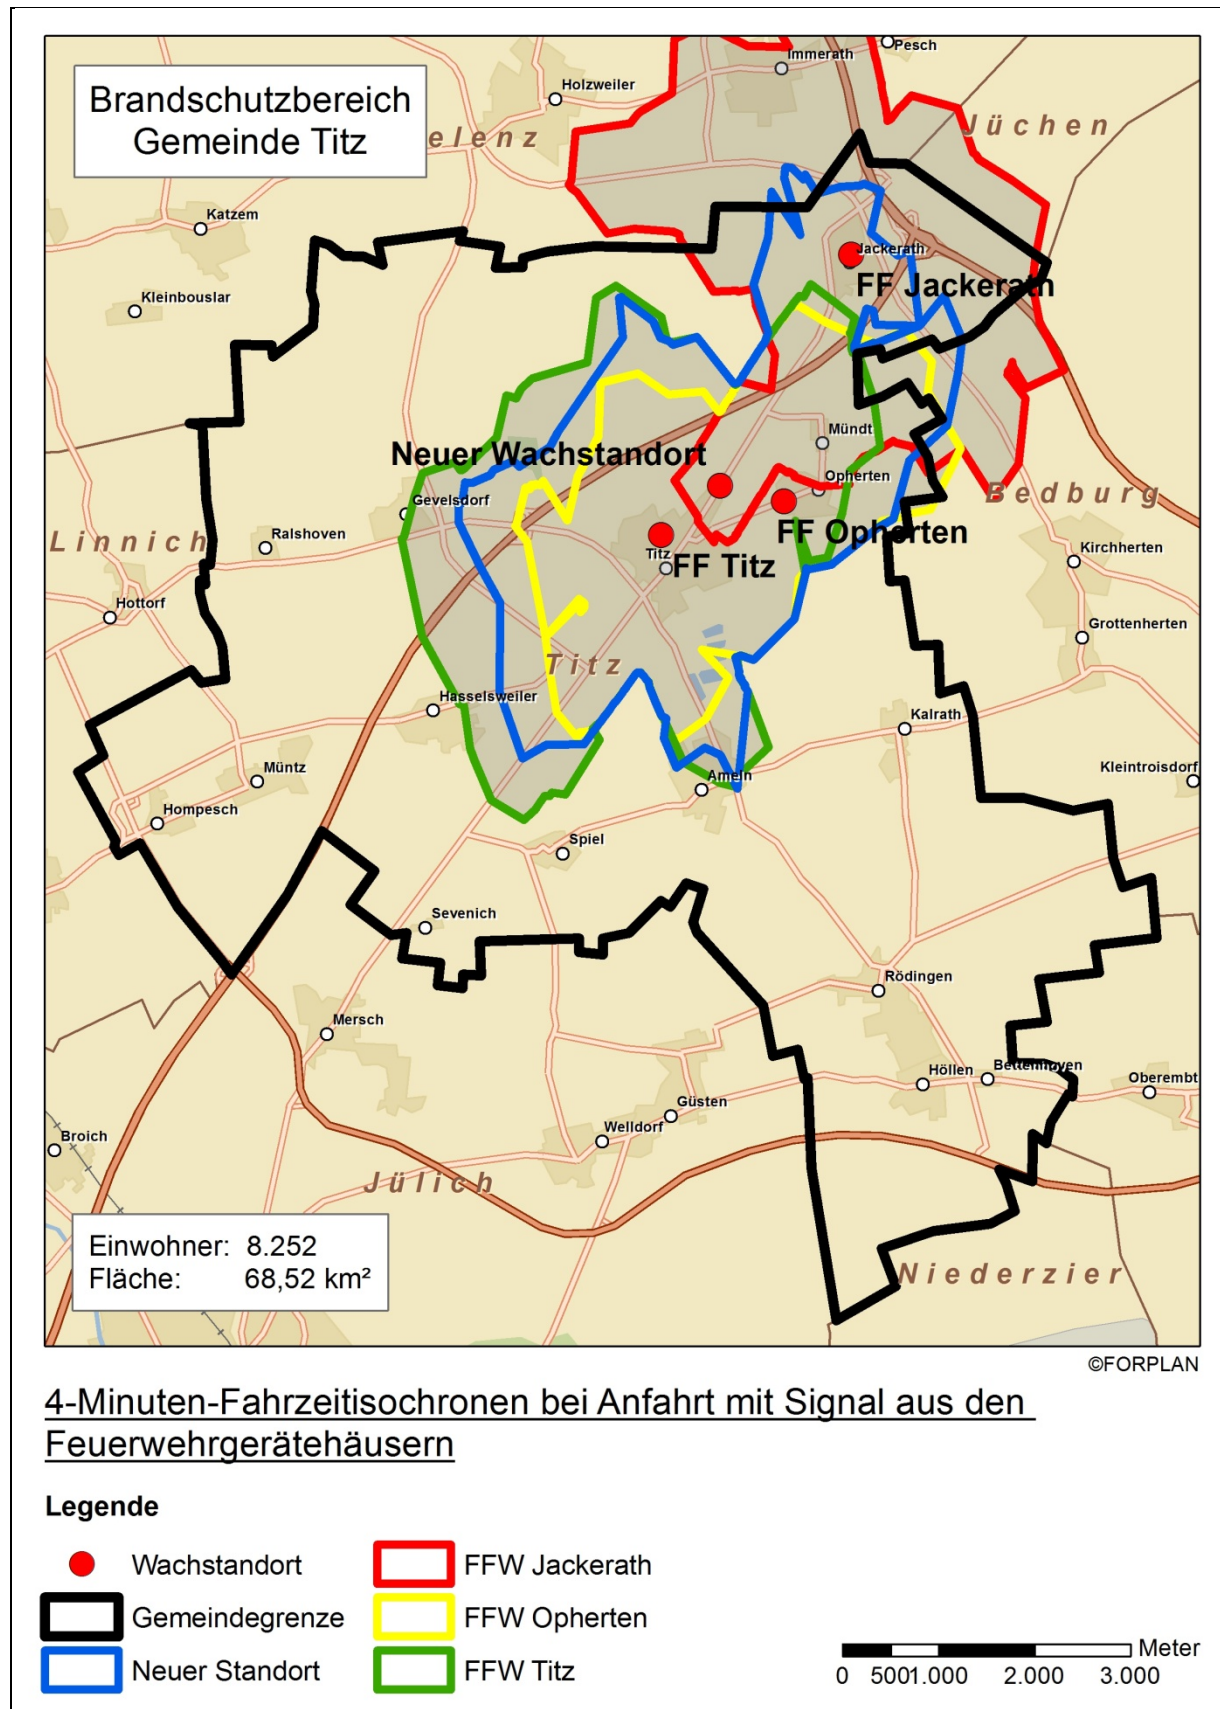 Brandschutzbereich
Gemeinde Titz
Immerath
Pesch
Holzweiler
elenz
Jüchen
Katzem
Jackerath
FF Jackerath
Kleinbouslar
Mündt
Neuer Wachstandort
Opherten
Gevelsdorf
Bedburg
FF Opherten
Linnich
Ralshoven
Titz
FF Titz
Kirchherten
Hottorf
Grottenherten
Titz
Hasselsweiler
Kalrath
Müntz
Ameln
Kleintroisdorf
Hompesch
Spiel
Sevenich
Rödingen
Mersch
Höllen
Bettenhoven
Oberembt
Güsten
Welldorf
Broich
Jülich
Einwohner: 8.252
Fläche: 68,52 km²
Niederzier
©FORPLAN
4-Minuten-Fahrzeitisochronen bei Anfahrt mit Signal aus den
Feuerwehrgerätehäusern
Legende
Wachstandort
FFW Jackerath
Gemeindegrenze
FFW Opherten
Neuer Standort
FFW Titz
Meter
0 500 1.000 2.000 3.000